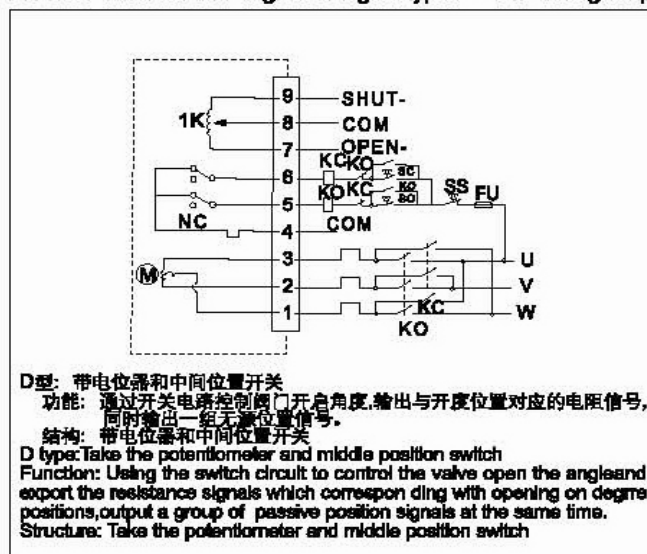 9 SHUT-
1K 8 COM
7 OPEN-
KC KO SC
6
KO KC KO SO SS FU
5
NC 4 COM
3 U
M 2 V
1 KC W
KO
D型: 带电位器和中间位置开关
功能: 通过开关电路控制阀门开启角度,输出与开度位置对应的电阻信号,
同时输出一组无源位置信号。
结构: 带电位器和中间位置开关
D type:Take the potentiometer and middle position switch
Function: Using the switch circuit to control the valve open the angleand
export the resistance signals which correspon ding with opening on degrre
positions,output a group of passive position signals at the same time.
Structure: Take the potentiometer and middle position switch